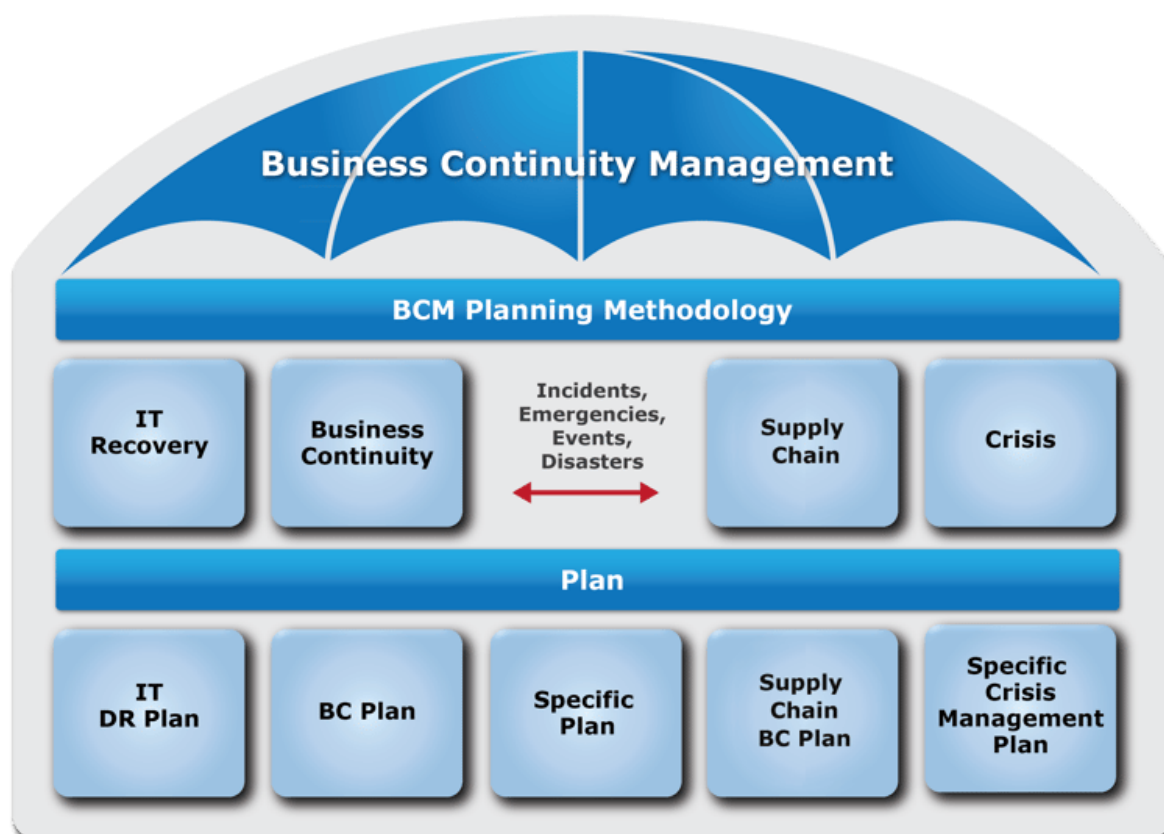 Business Continuity Management
BCM Planning Methodology
IT
Recovery
Business
Continuity
Incidents,
Emergencies,
Events,
Disasters
Supply
Chain
Crisis
Plan
IT
DR Plan
BC Plan
Specific
Plan
Supply
Chain
BC Plan
Specific
Crisis
Management
Plan